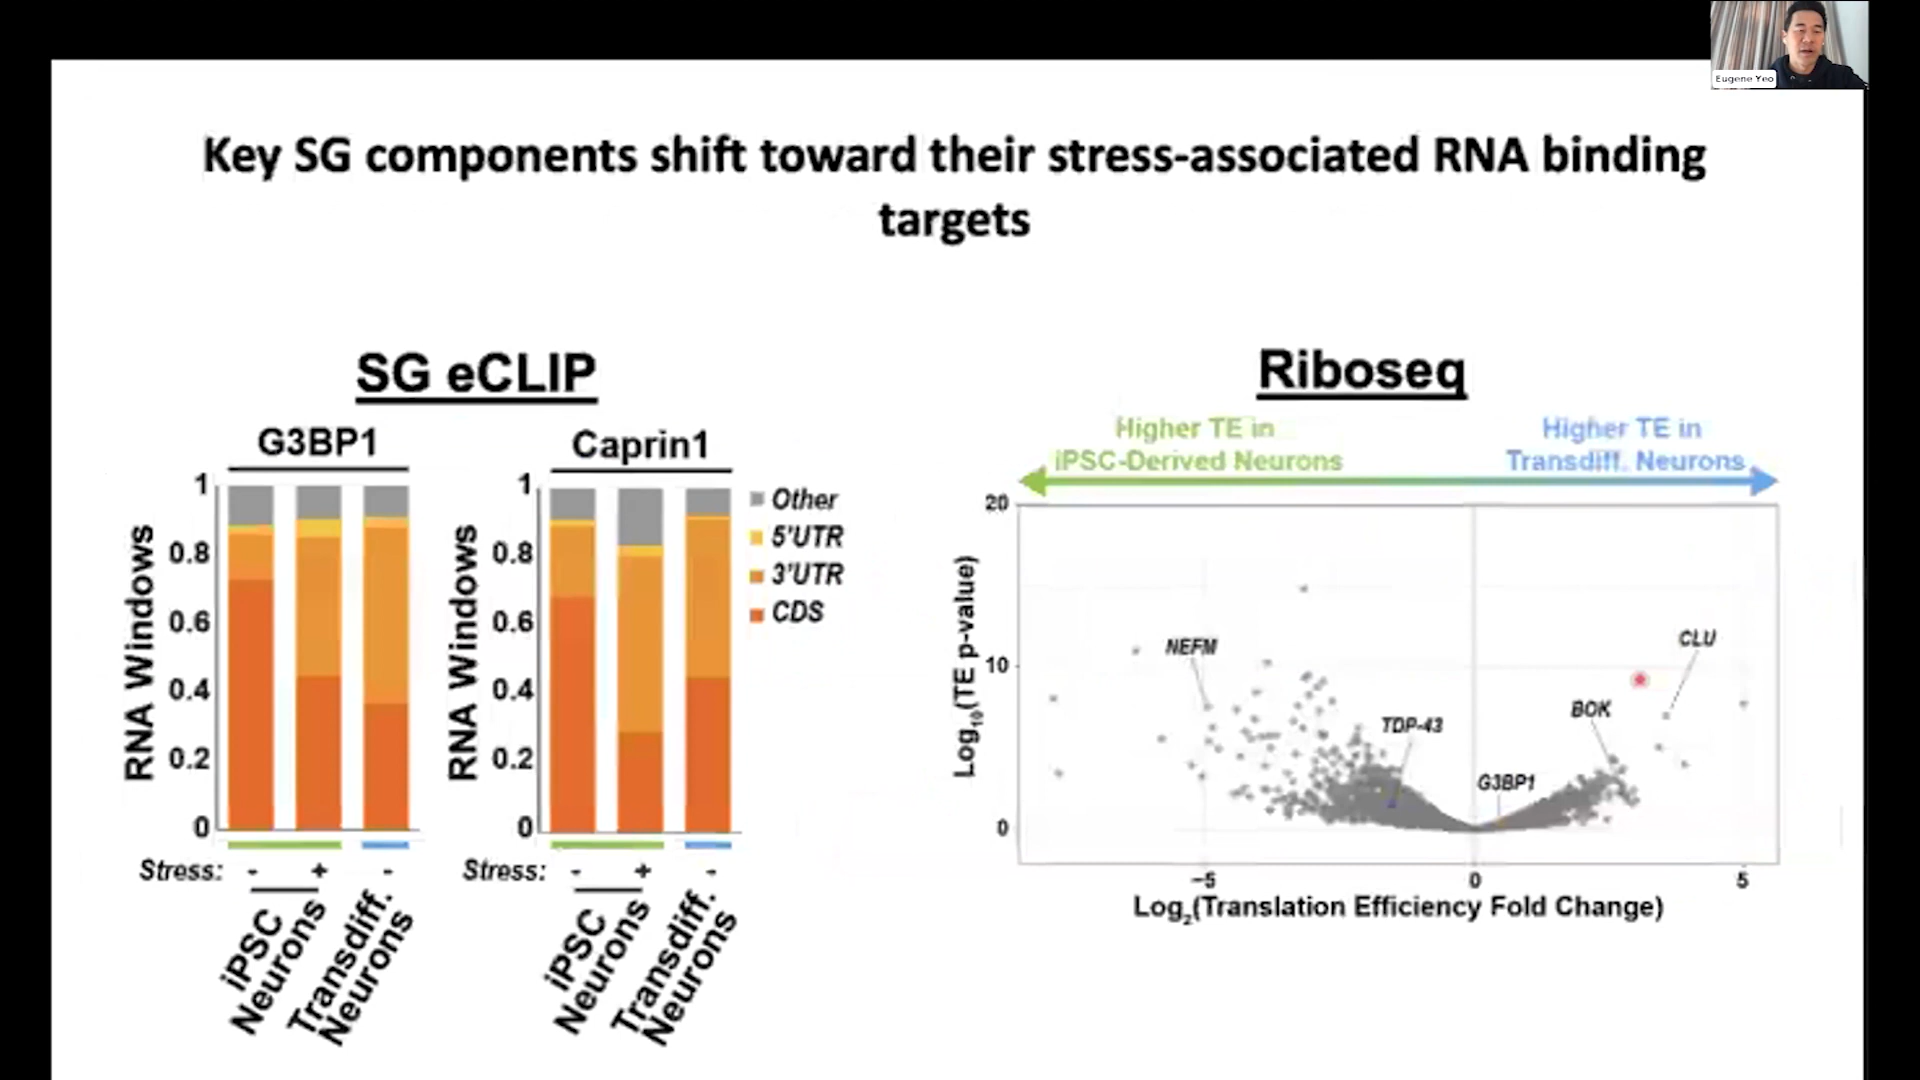 Eugene Yeo
Key SG components shift toward their stress-associated RNA binding
targets
SG eCLIP
G3BP1
RNA Windows
1
0.8
0.6
0.4
0.2
0
Stress: - + -
iPSC
Neurons
Transdiff.
Neurons
Caprin1
RNA Windows
1
0.8
0.6
0.4
0.2
0
Stress: - + -
iPSC
Neurons
Transdiff.
Neurons
Other
5'UTR
3'UTR
CDS
Riboseq
Higher TE in
iPSC-Derived Neurons
Higher TE in
Transdiff. Neurons
Log10(TE p-value)
20
10
0
NEFM
CLU
BOK
TDP-43
G3BP1
-5 0 5
Log2(Translation Efficiency Fold Change)